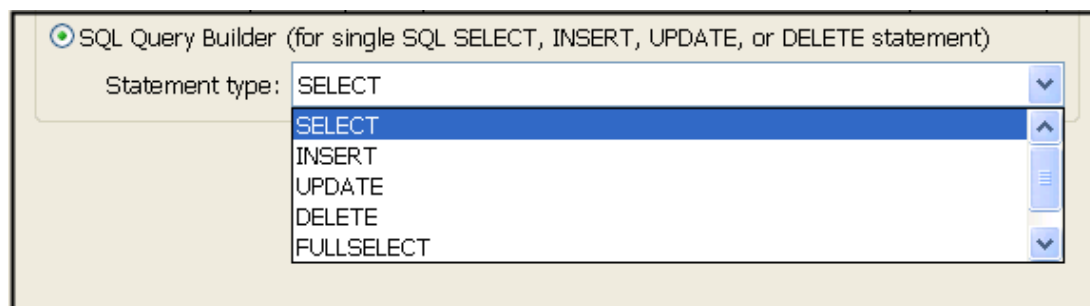 SQL Query Builder (for single SQL SELECT, INSERT, UPDATE, or DELETE statement)
Statement type: SELECT
SELECT
INSERT
UPDATE
DELETE
FULLSELECT